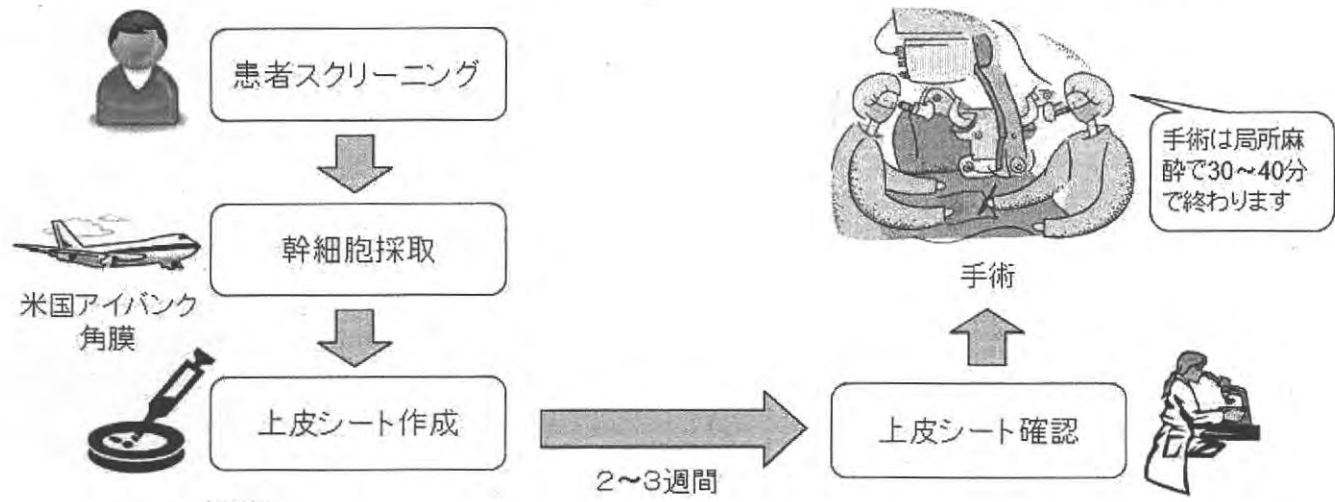 患者スクリーニング
幹細胞採取
米国アイバンク
角膜
上皮シート作成
2～3週間
上皮シート確認
手術
手術は局所麻
酔で30～40分
で終わります